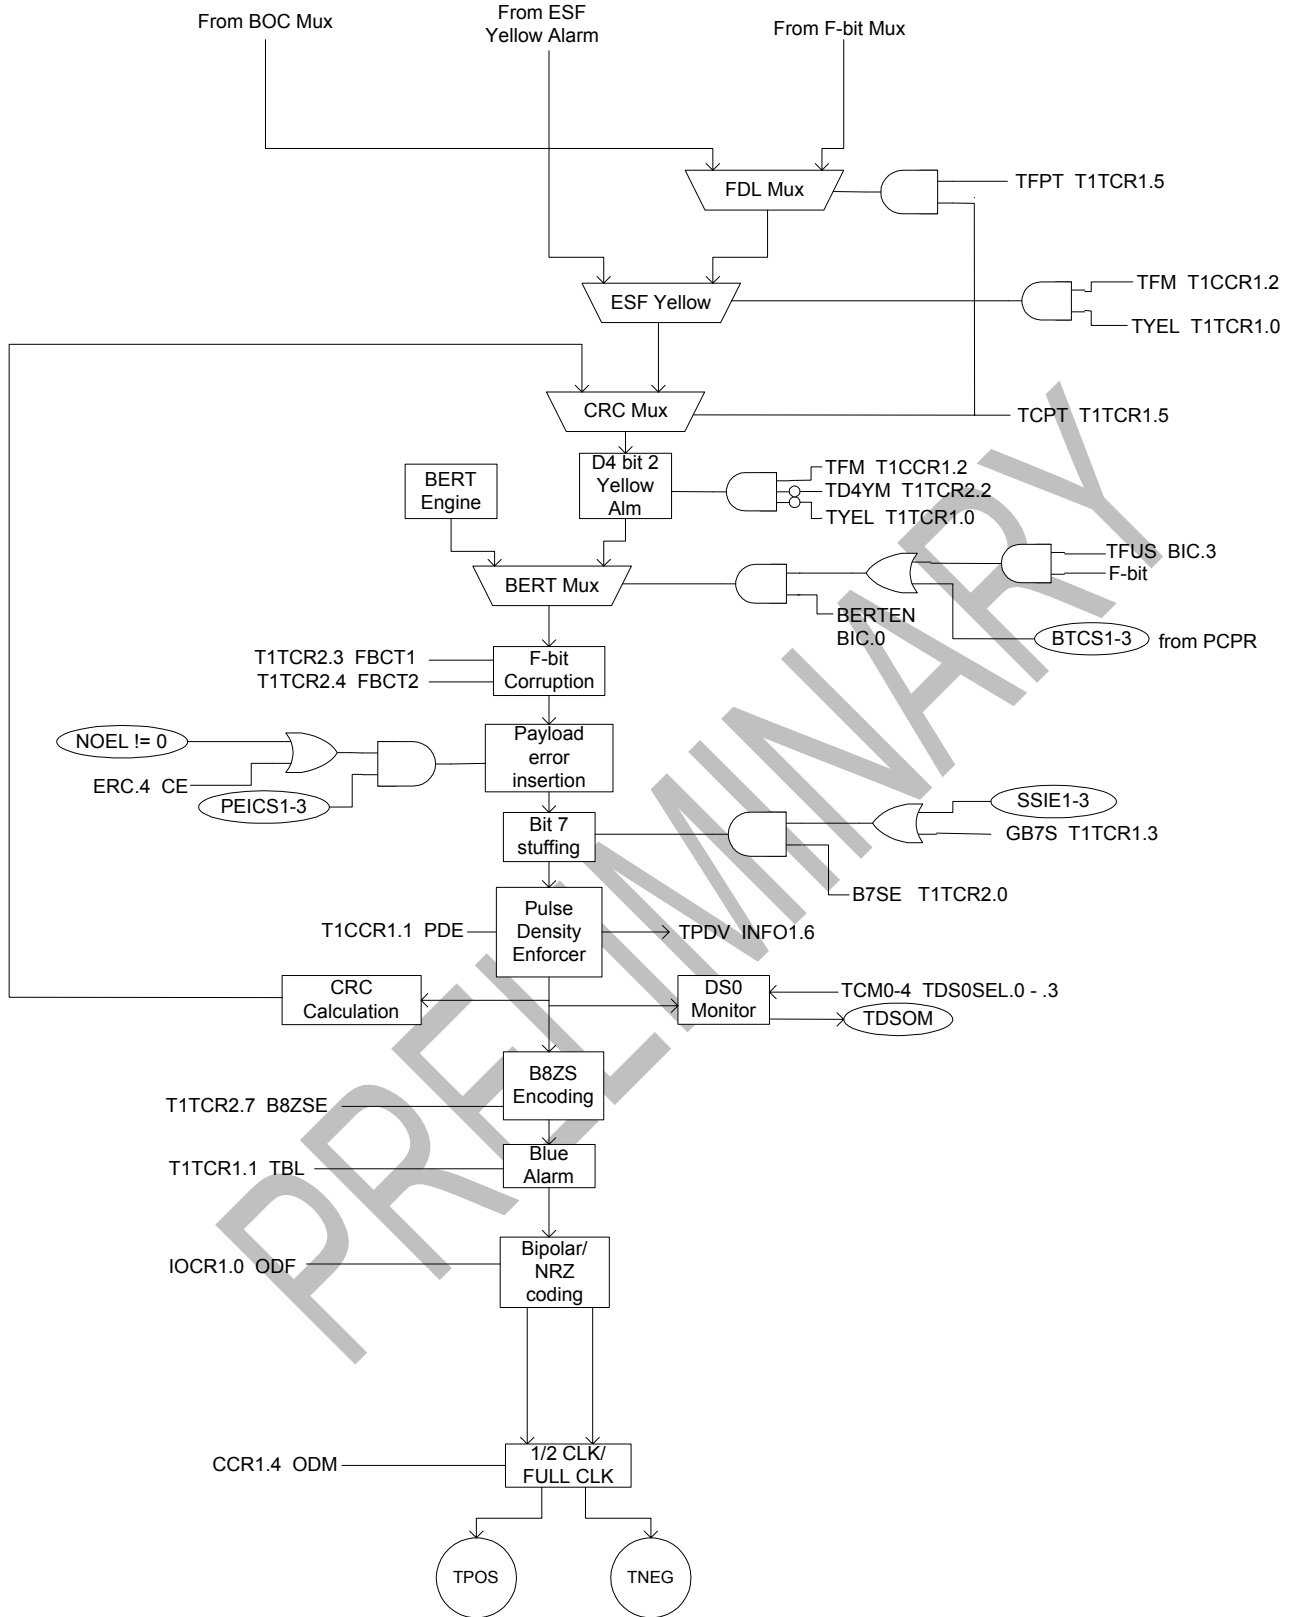 From BOC Mux
From ESF
Yellow Alarm
From F-bit Mux
FDL Mux
TFPT T1TCR1.5
ESF Yellow
TFM T1CCR1.2
TYEL T1TCR1.0
CRC Mux
TCPT T1TCR1.5
BERT
Engine
D4 bit 2
Yellow
Alm
TFM T1CCR1.2
TD4YM T1TCR2.2
TYEL T1TCR1.0
BERT Mux
TFUS BIC.3
F-bit
BERTEN
BIC.0
BTCS1-3
from PCPR
T1TCR2.3 FBCT1
T1TCR2.4 FBCT2
F-bit
Corruption
NOEL != 0
ERC.4 CE
PEICS1-3
Payload
error
insertion
Bit 7
stuffing
SSIE1-3
GB7S T1TCR1.3
B7SE T1TCR2.0
T1CCR1.1 PDE
Pulse
Density
Enforcer
TPDV INFO1.6
CRC
Calculation
DS0
Monitor
TCM0-4 TDS0SEL.0 - .3
TDSOM
B8ZS
Encoding
T1TCR2.7 B8ZSE
Blue
Alarm
T1TCR1.1 TBL
Bipolar/
NRZ
coding
IOCR1.0 ODF
1/2 CLK/
FULL CLK
CCR1.4 ODM
TPOS
TNEG
PRELIMINARY